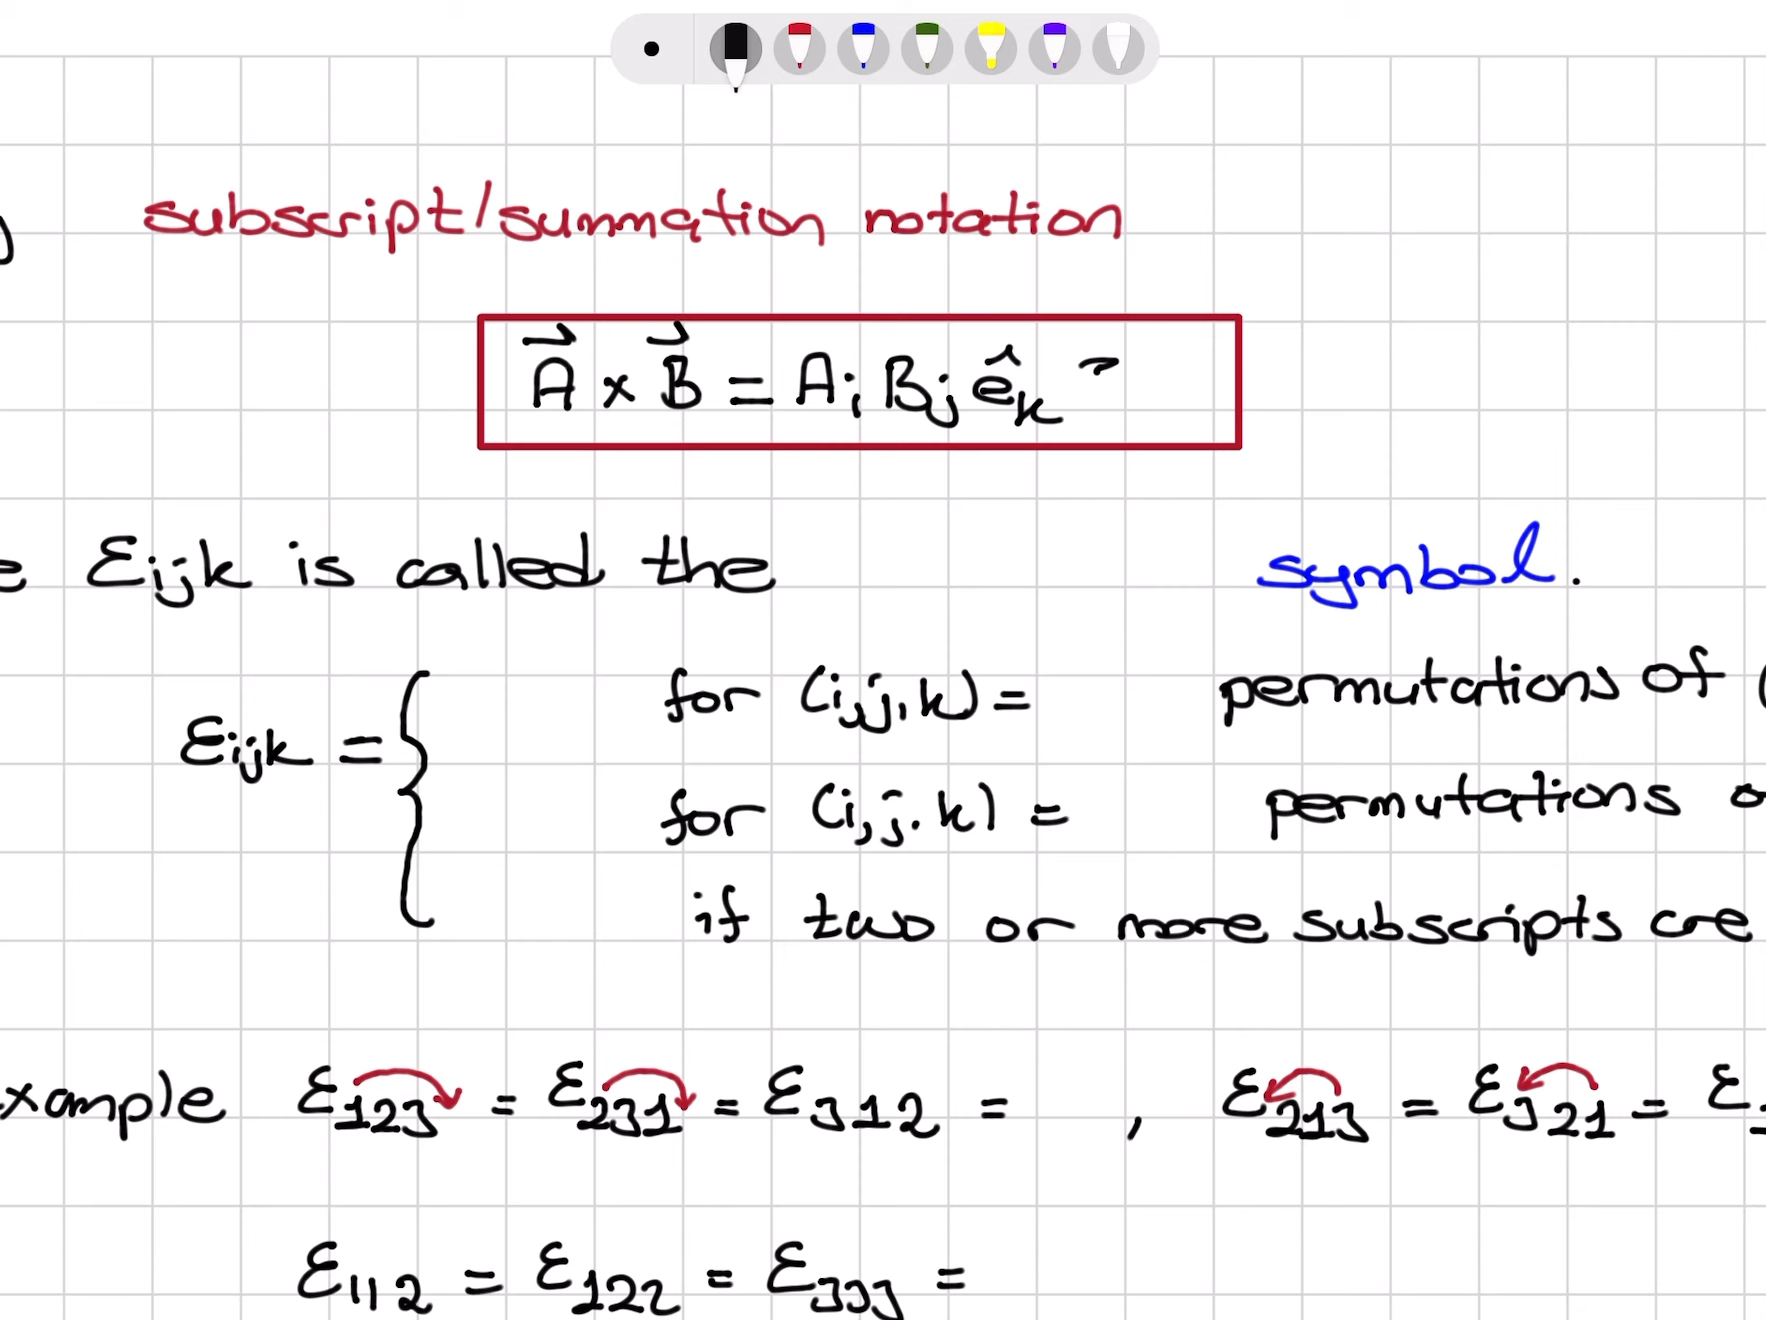 subscript/summation notation
A⃗ × B⃗ = Ai Bj êk
εijk is called the symbol.
for (i,j,k) = permutations of (
εijk = {
for (i,j.k) = permutations
if two or more subscripts are
xample ε123 = ε231 = ε312 = , ε213 = ε321 = ε
ε112 = ε122 = ε333 =